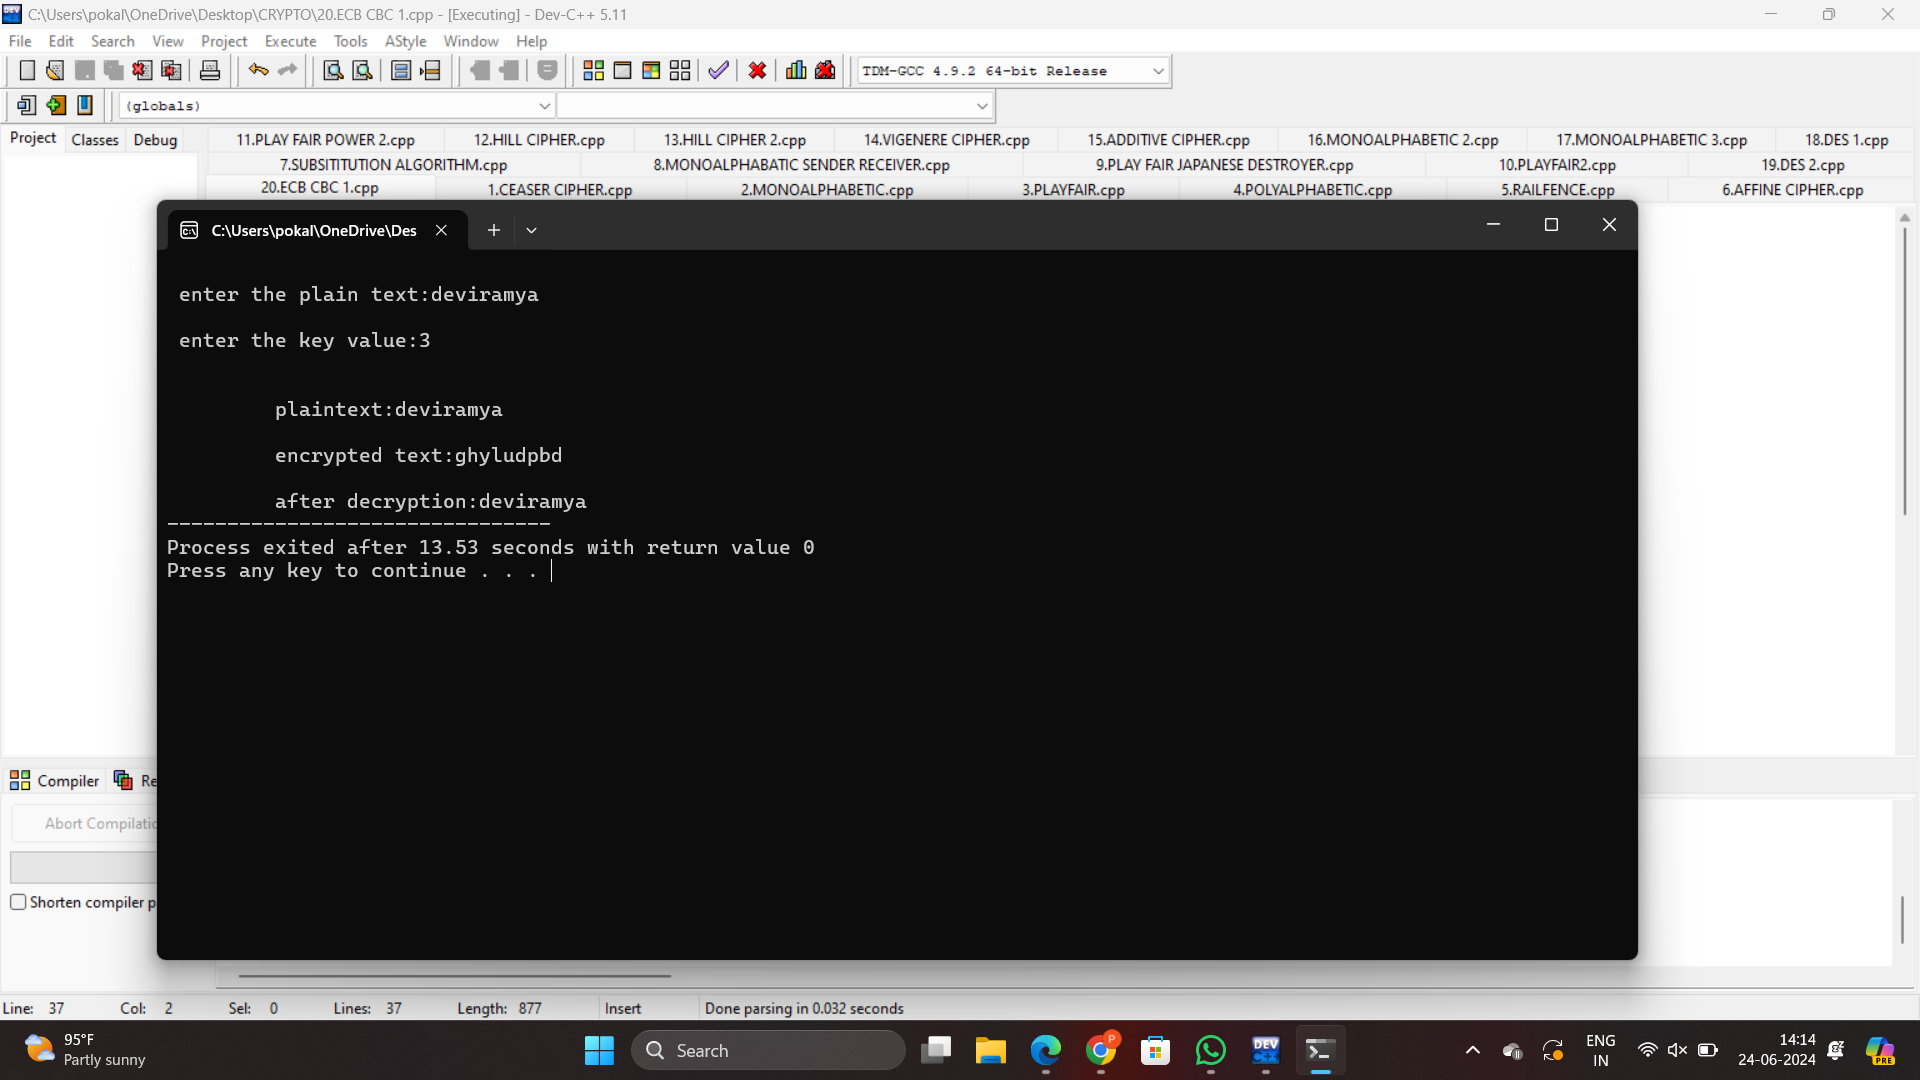 C:\Users\pokal\OneDrive\Desktop\CRYPTO\20.ECB CBC 1.cpp - [Executing] - Dev-C++ 5.11
File Edit Search View Project Execute Tools AStyle Window Help
TDM-GCC 4.9.2 64-bit Release
(globals)
Project Classes Debug
11.PLAY FAIR POWER 2.cpp 12.HILL CIPHER.cpp 13.HILL CIPHER 2.cpp 14.VIGENERE CIPHER.cpp 15.ADDITIVE CIPHER.cpp 16.MONOALPHABETIC 2.cpp 17.MONOALPHABETIC 3.cpp 18.DES 1.cpp
7.SUBSITITUTION ALGORITHM.cpp 8.MONOALPHABATIC SENDER RECEIVER.cpp 9.PLAY FAIR JAPANESE DESTROYER.cpp 10.PLAYFAIR2.cpp 19.DES 2.cpp
20.ECB CBC 1.cpp 1.CEASER CIPHER.cpp 2.MONOALPHABETIC.cpp 3.PLAYFAIR.cpp 4.POLYALPHABETIC.cpp 5.RAILFENCE.cpp 6.AFFINE CIPHER.cpp
C:\Users\pokal\OneDrive\Des
enter the plain text:deviramya
enter the key value:3
plaintext:deviramya
encrypted text:ghyludpbd
after decryption:deviramya
--------------------------------
Process exited after 13.53 seconds with return value 0
Press any key to continue . . .
Compiler Re
Abort Compilatio
Shorten compiler p
Line: 37 Col: 2 Sel: 0 Lines: 37 Length: 877 Insert Done parsing in 0.032 seconds
95°F
Partly sunny
Search
DEV
P
ENG
IN
14:14
24-06-2024
PRE